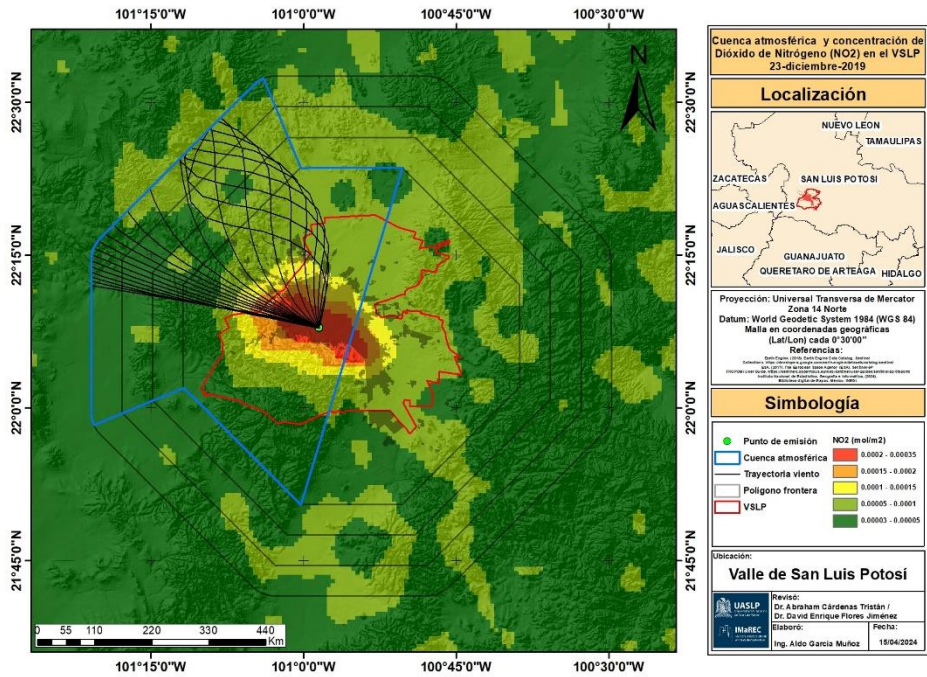 101°15'0"W 101°0'0"W 100°45'0"W 100°30'0"W
22°30'0"N
22°15'0"N
22°0'0"N
21°45'0"N
N
0 55 110 220 330 440
Km
22°30'0"N
22°15'0"N
22°0'0"N
21°45'0"N
101°15'0"W 101°0'0"W 100°45'0"W 100°30'0"W
Cuenca atmosférica y concentración de
Dióxido de Nitrógeno (NO2) en el VSLP
23-diciembre-2019
Localización
NUEVO LEON
TAMAULIPAS
ZACATECAS
SAN LUIS POTOSI
AGUASCALIENTES
JALISCO
GUANAJUATO
QUERETARO DE ARTEAGA
HIDALGO
Proyección: Universal Transversa de Mercator
Zona 14 Norte
Datum: World Geodetic System 1984 (WGS 84)
Malla en coordenadas geográficas
(Lat/Lon) cada 0°30'00"
Referencias:
Simbología
Punto de emisión
Cuenca atmosférica
Trayectoria viento
Polígono frontera
VSLP
NO2 (mol/m2)
0.0002 - 0.00035
0.00015 - 0.0002
0.0001 - 0.00015
0.00005 - 0.0001
0.00003 - 0.00005
Ubicación:
Valle de San Luis Potosí
UASLP
IMaREC
Revisó:
Dr. Abraham Cárdenas Tristán /
Dr. David Enrique Flores Jiménez
Elaboró:
Ing. Aldo García Muñoz
Fecha:
15/04/2024